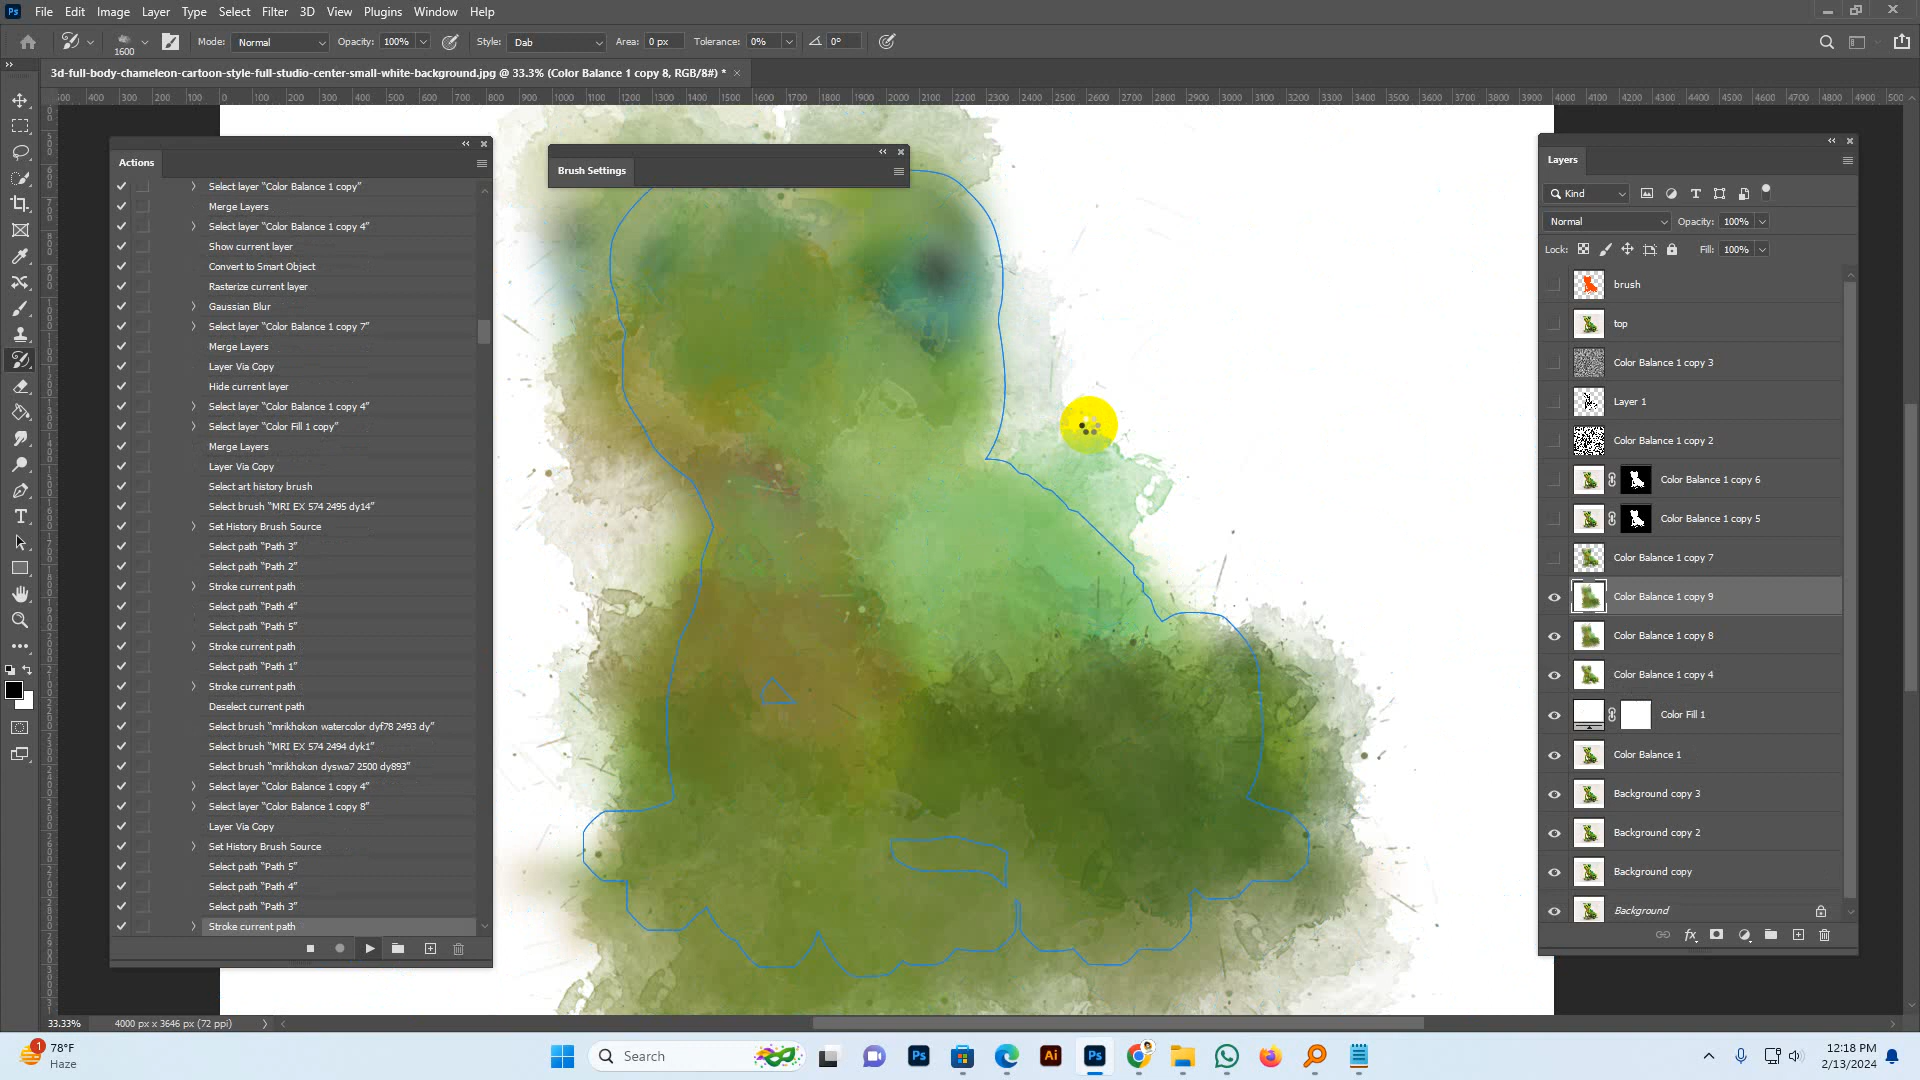 File Edit Image Layer Type Select Filter 3D View Plugins Window Help
1600 Mode: Normal Opacity: 100% Style: Dab Area: 0 px Tolerance: 0% 0°
3d-full-body-chameleon-cartoon-style-full-studio-center-small-white-background.jpg @ 33.3% (Color Balance 1 copy 8, RGB/8#) *
Actions
Select layer "Color Balance 1 copy"
Merge Layers
Select layer "Color Balance 1 copy 4"
Show current layer
Convert to Smart Object
Rasterize current layer
Gaussian Blur
Select layer "Color Balance 1 copy 7"
Merge Layers
Layer Via Copy
Hide current layer
Select layer "Color Balance 1 copy 4"
Select layer "Color Fill 1 copy"
Merge Layers
Layer Via Copy
Select art history brush
Select brush "MRI EX 574 2495 dy14"
Set History Brush Source
Select path "Path 3"
Select path "Path 2"
Stroke current path
Select path "Path 4"
Select path "Path 5"
Stroke current path
Select path "Path 1"
Stroke current path
Deselect current path
Select brush "mrikhokon watercolor dyf78 2493 dy"
Select brush "MRI EX 574 2494 dyk1"
Select brush "mrikhokon dyswa7 2500 dy893"
Select layer "Color Balance 1 copy 4"
Select layer "Color Balance 1 copy 8"
Layer Via Copy
Set History Brush Source
Select path "Path 5"
Select path "Path 4"
Select path "Path 3"
Stroke current path
Brush Settings
Layers
Kind
Normal Opacity: 100%
Lock: Fill: 100%
brush
top
Color Balance 1 copy 3
Layer 1
Color Balance 1 copy 2
Color Balance 1 copy 6
Color Balance 1 copy 5
Color Balance 1 copy 7
Color Balance 1 copy 9
Color Balance 1 copy 8
Color Balance 1 copy 4
Color Fill 1
Color Balance 1
Background copy 3
Background copy 2
Background copy
Background
33.33% 4000 px x 3646 px (72 ppi)
1 78°F
Haze
Search
12:18 PM
2/13/2024